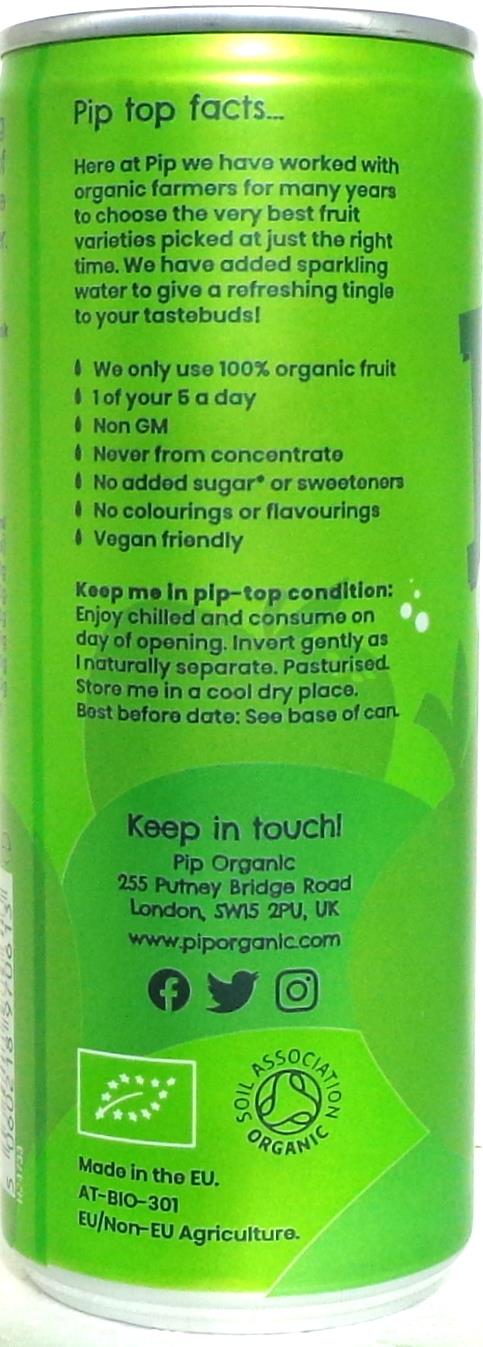 Pip top facts...
Here at Pip we have worked with
organic farmers for many years
to choose the very best fruit
varieties picked at just the right
time. We have added sparkling
water to give a refreshing tingle
to your tastebuds!
We only use 100% organic fruit
1 of your 5 a day
Non GM
Never from concentrate
No added sugar* or sweeteners
No colourings or flavourings
Vegan friendly
Keep me in pip-top condition:
Enjoy chilled and consume on
day of opening. Invert gently as
I naturally separate. Pasturised.
Store me in a cool dry place.
Best before date: See base of can.
Keep in touch!
Pip Organic
255 Putney Bridge Road
London, SW15 2PU, UK
www.piporganic.com
SOIL ASSOCIATION
ORGANIC
Made in the EU.
AT-BIO-301
EU/Non-EU Agriculture.